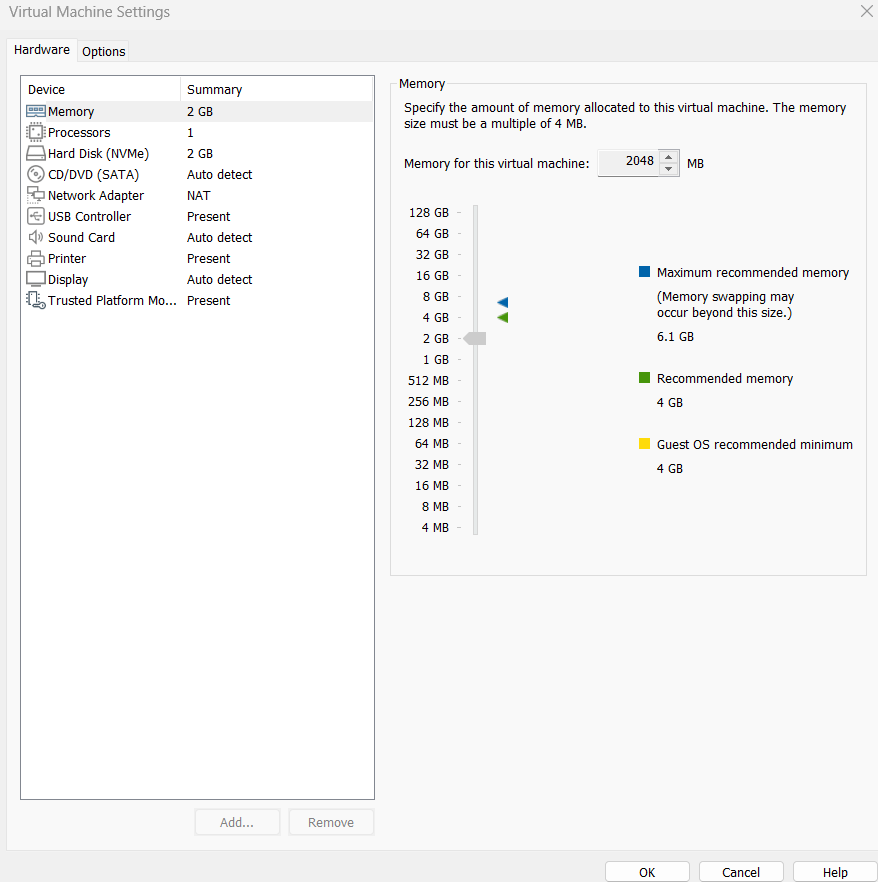 Virtual Machine Settings
Hardware Options
Device Summary
Memory 2 GB
Processors 1
Hard Disk (NVMe) 2 GB
CD/DVD (SATA) Auto detect
Network Adapter NAT
USB Controller Present
Sound Card Auto detect
Printer Present
Display Auto detect
Trusted Platform Mo... Present
Add... Remove
Memory
Specify the amount of memory allocated to this virtual machine. The memory
size must be a multiple of 4 MB.
Memory for this virtual machine: 2048 MB
128 GB
64 GB
32 GB
16 GB
8 GB
4 GB
2 GB
1 GB
512 MB
256 MB
128 MB
64 MB
32 MB
16 MB
8 MB
4 MB
Maximum recommended memory
(Memory swapping may
occur beyond this size.)
6.1 GB
Recommended memory
4 GB
Guest OS recommended minimum
4 GB
OK Cancel Help